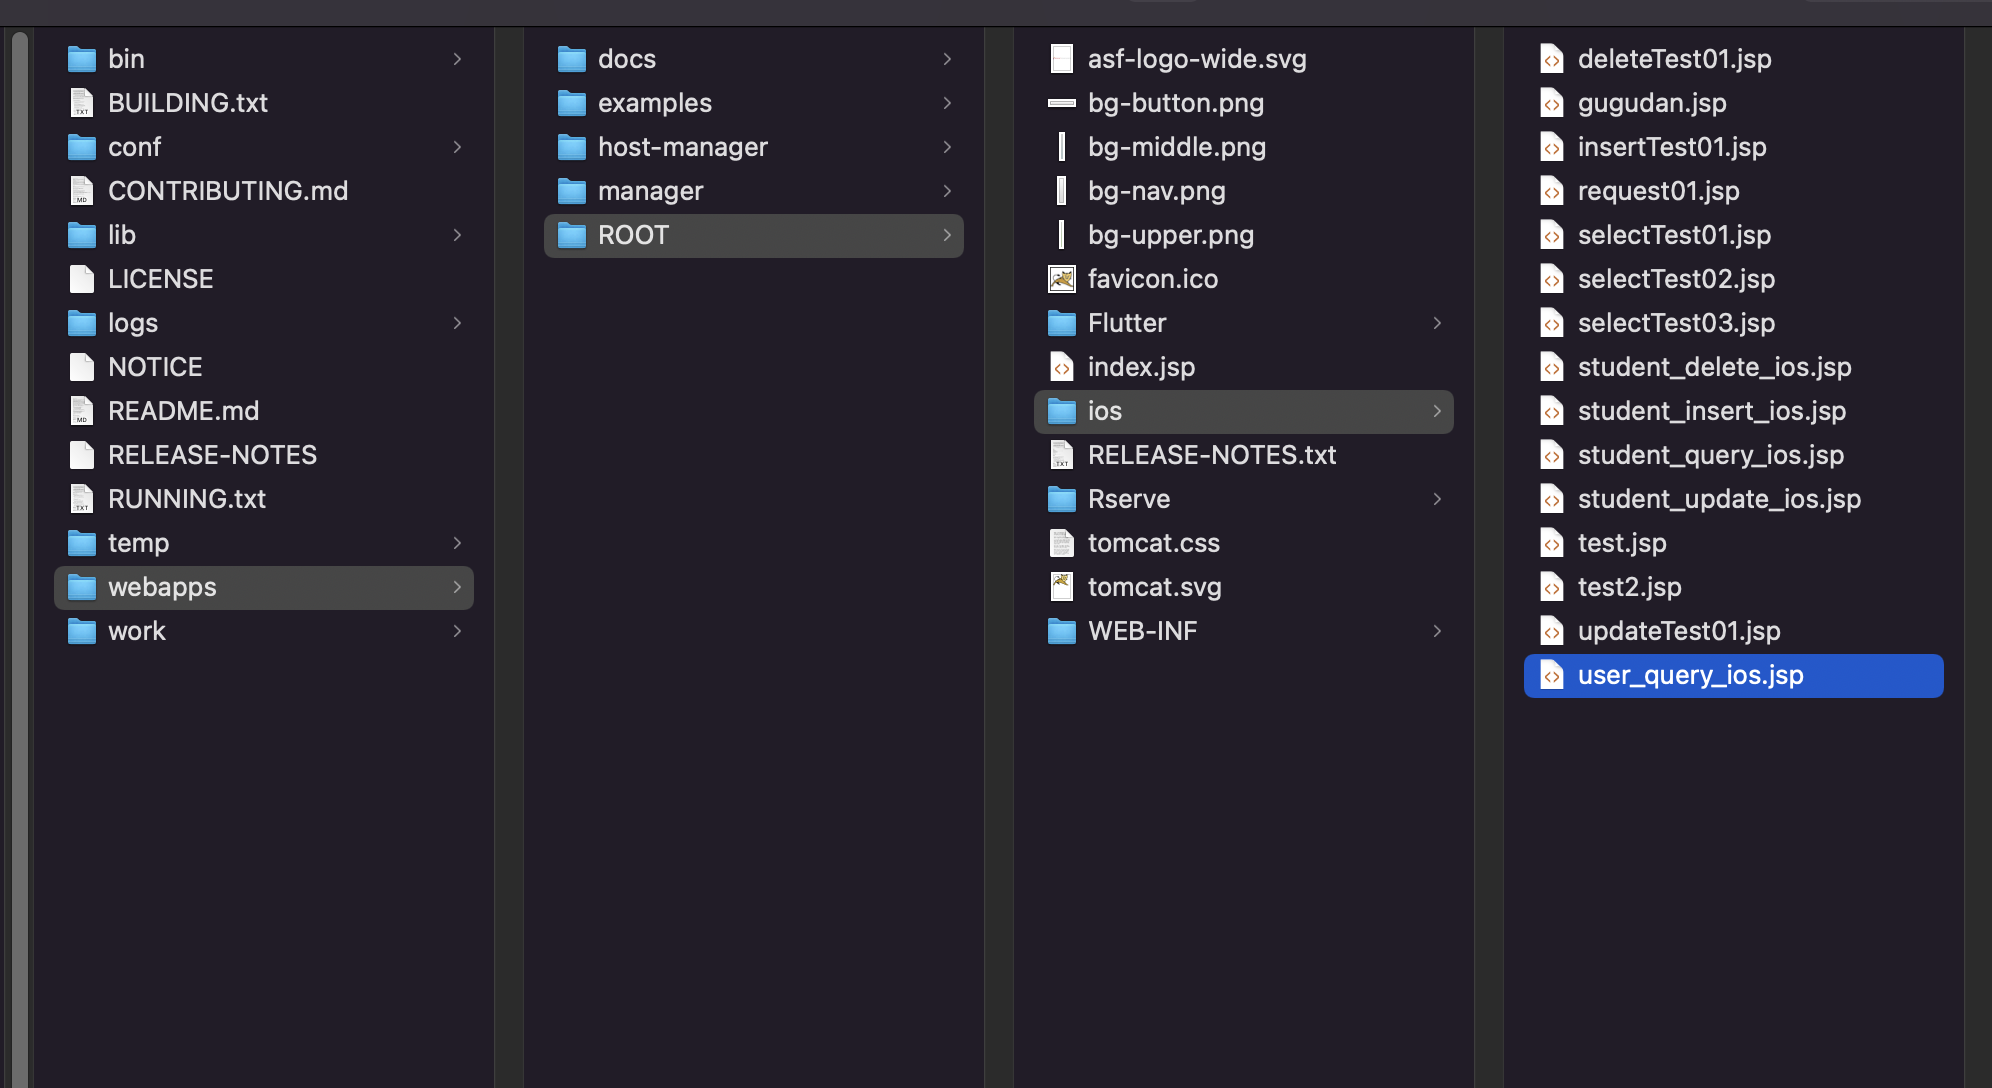 bin
BUILDING.txt
conf
CONTRIBUTING.md
lib
LICENSE
logs
NOTICE
README.md
RELEASE-NOTES
RUNNING.txt
temp
webapps
work
docs
examples
host-manager
manager
ROOT
asf-logo-wide.svg
bg-button.png
bg-middle.png
bg-nav.png
bg-upper.png
favicon.ico
Flutter
index.jsp
ios
RELEASE-NOTES.txt
Rserve
tomcat.css
tomcat.svg
WEB-INF
deleteTest01.jsp
gugudan.jsp
insertTest01.jsp
request01.jsp
selectTest01.jsp
selectTest02.jsp
selectTest03.jsp
student_delete_ios.jsp
student_insert_ios.jsp
student_query_ios.jsp
student_update_ios.jsp
test.jsp
test2.jsp
updateTest01.jsp
user_query_ios.jsp